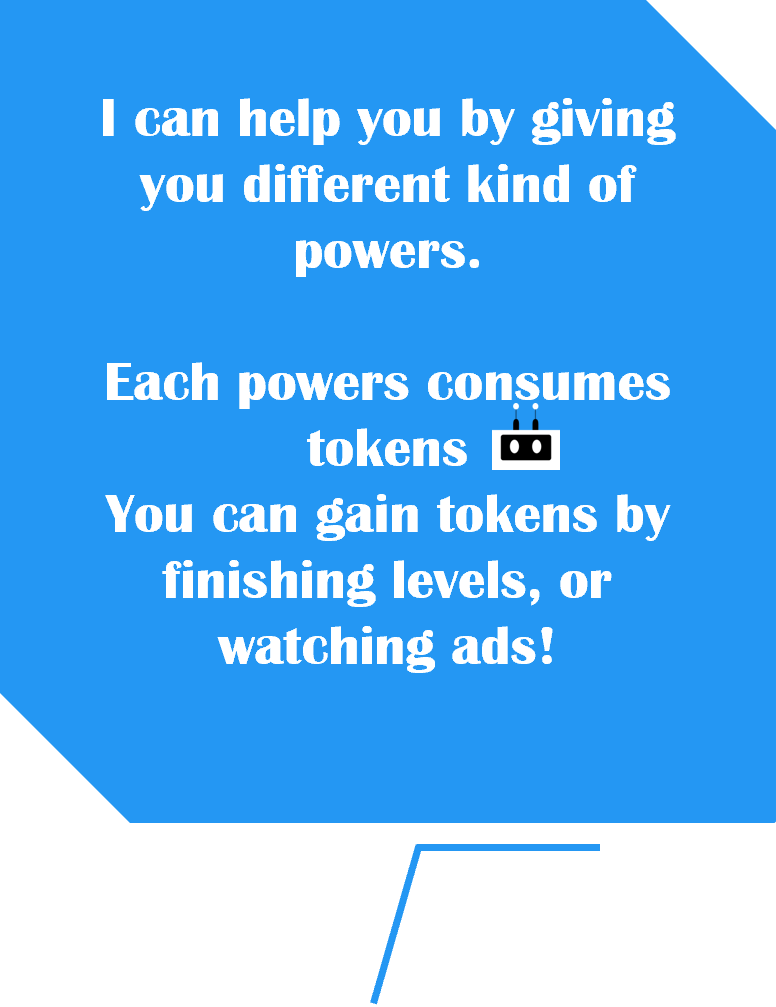 I can help you by giving
you different kind of
powers.
Each powers consumes
tokens
You can gain tokens by
finishing levels, or
watching ads!